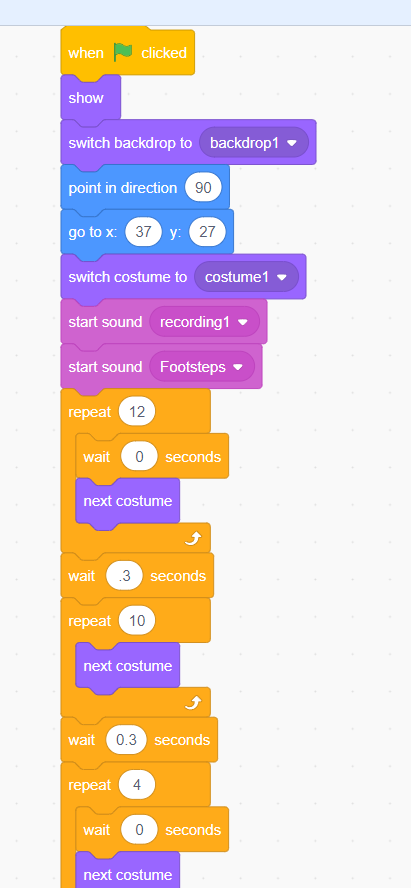 when clicked
show
switch backdrop to backdrop1
point in direction 90
go to x: 37 y: 27
switch costume to costume1
start sound recording1
start sound Footsteps
repeat 12
wait 0 seconds
next costume
wait .3 seconds
repeat 10
next costume
wait 0.3 seconds
repeat 4
wait 0 seconds
next costume